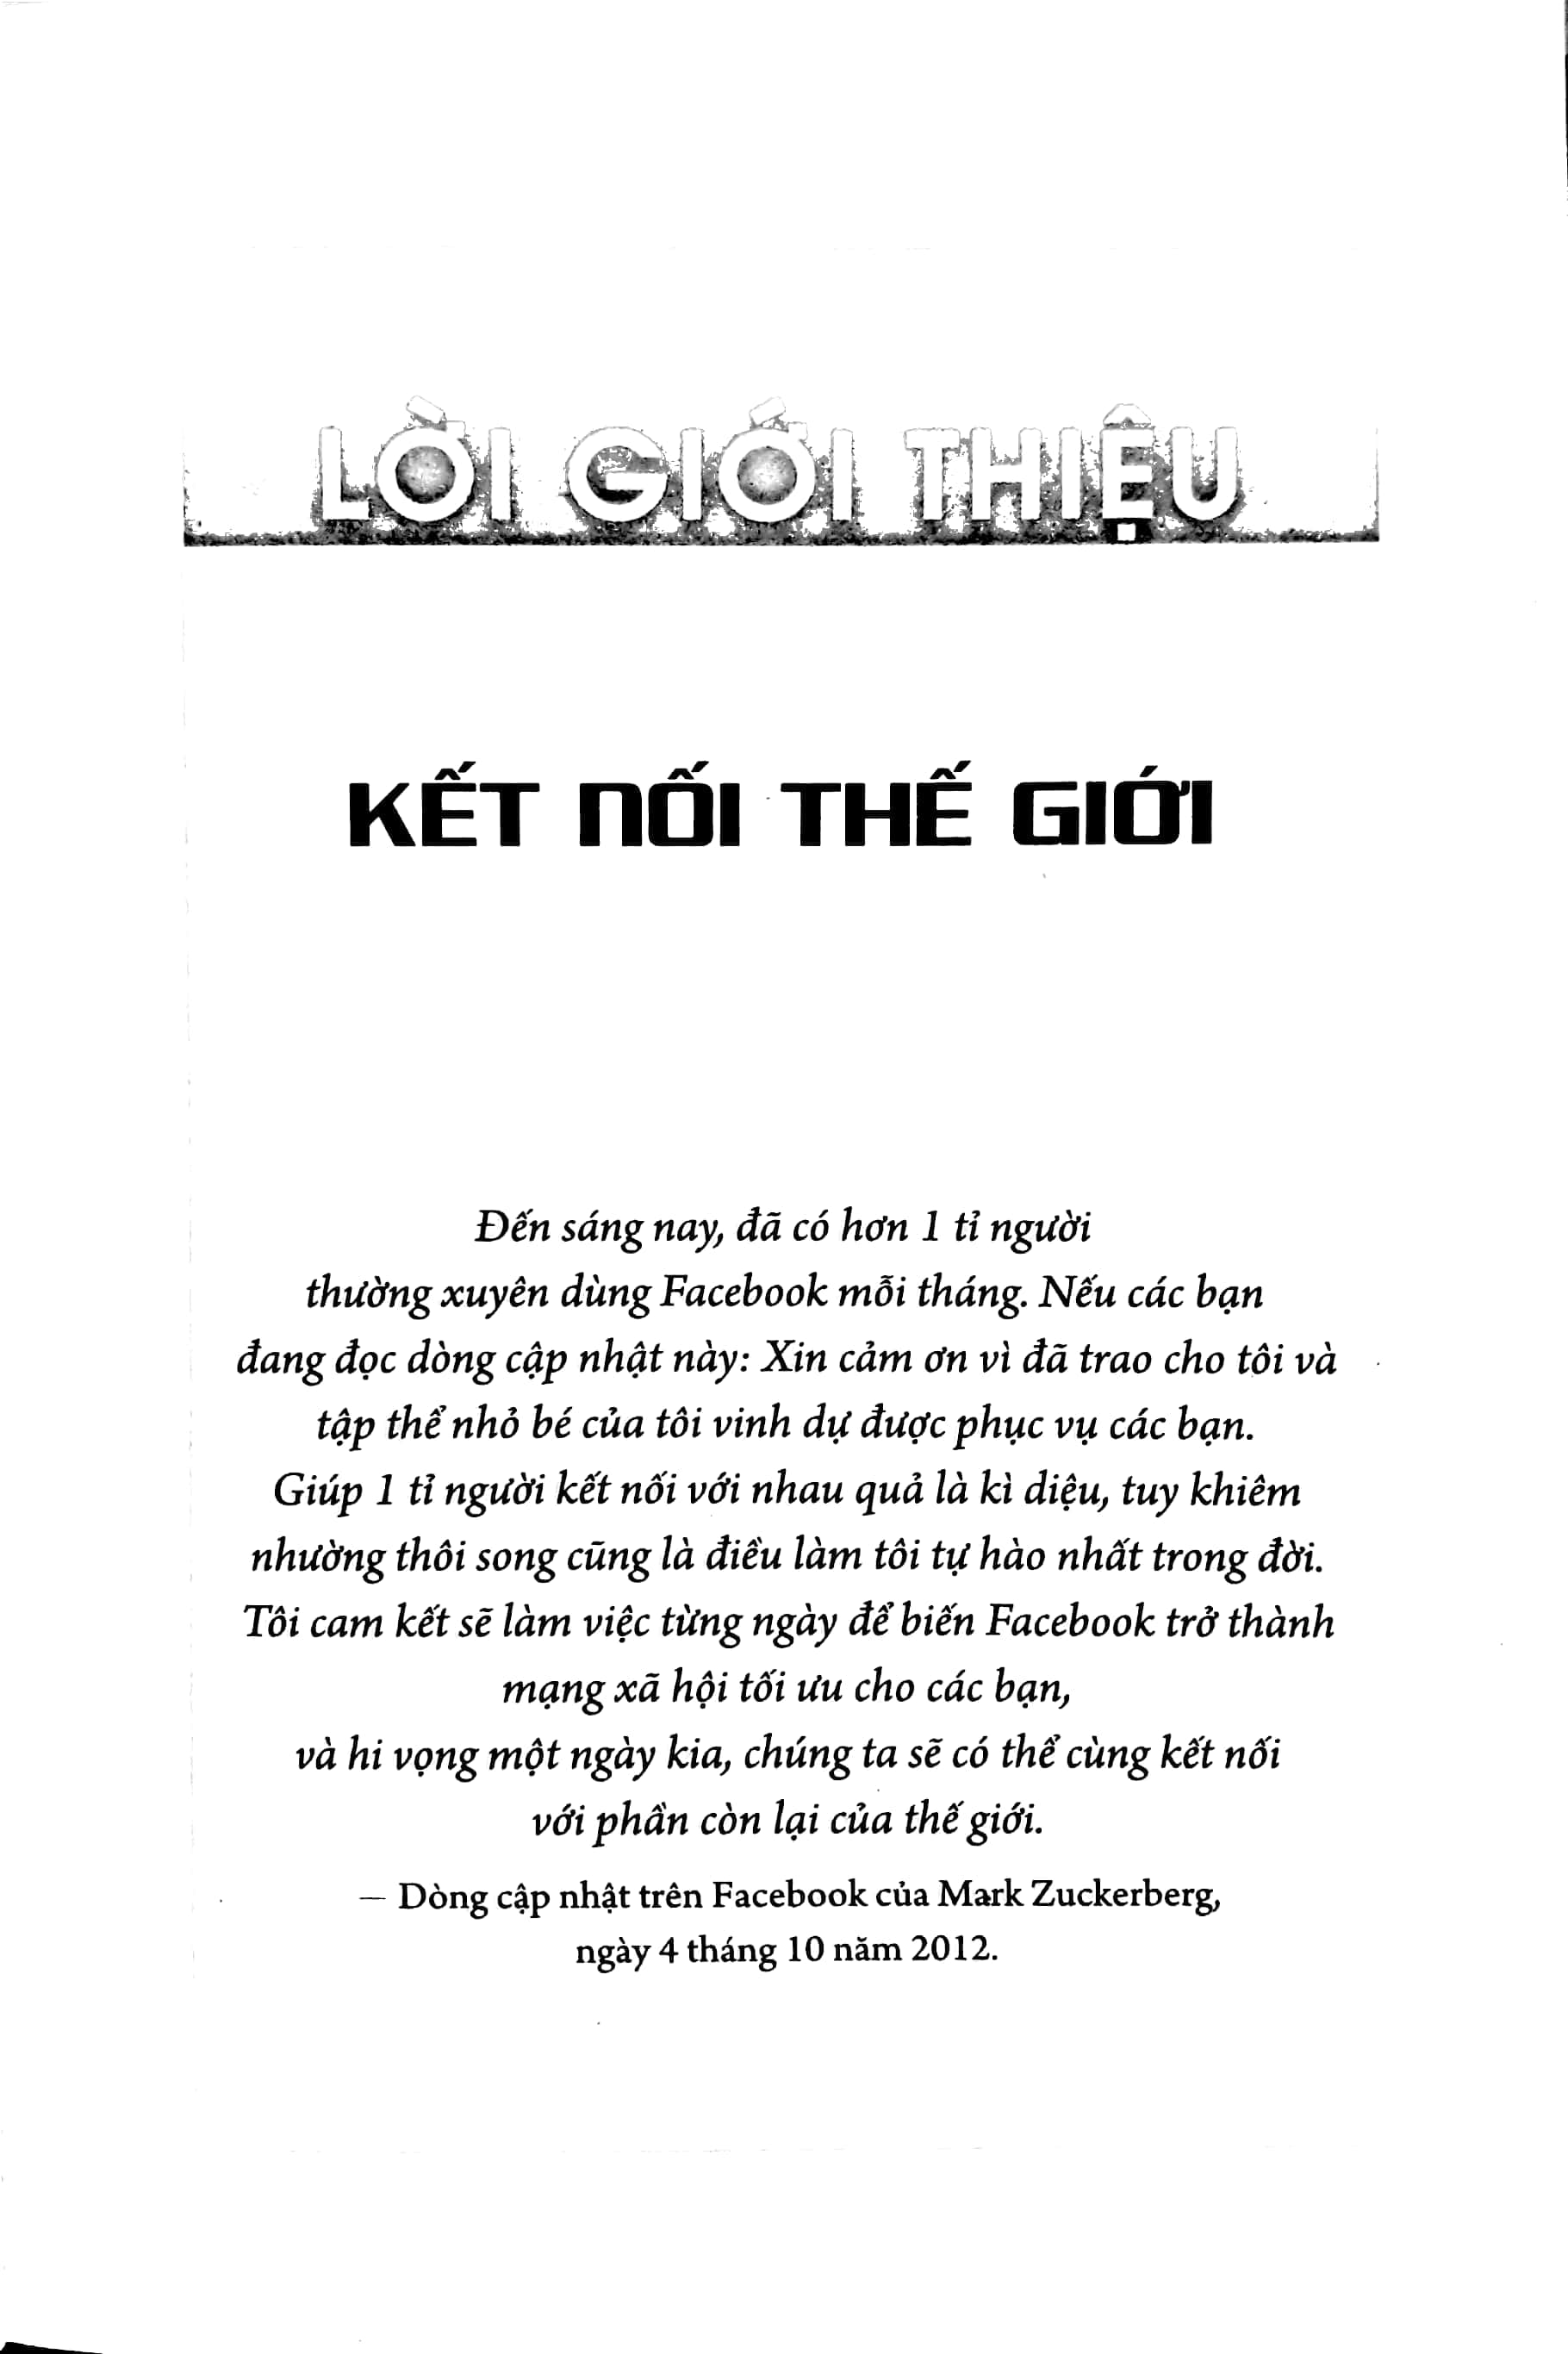 LỜI GIỚI THIỆU
KẾT NỐI THẾ GIỚI
Đến sáng nay, đã có hơn 1 tỉ người
thường xuyên dùng Facebook mỗi tháng. Nếu các bạn
đang đọc dòng cập nhật này: Xin cảm ơn vì đã trao cho tôi và
tập thể nhỏ bé của tôi vinh dự được phục vụ các bạn.
Giúp 1 tỉ người kết nối với nhau quả là kì diệu, tuy khiêm
nhường thôi song cũng là điều làm tôi tự hào nhất trong đời.
Tôi cam kết sẽ làm việc từng ngày để biến Facebook trở thành
mạng xã hội tối ưu cho các bạn,
và hi vọng một ngày kia, chúng ta sẽ có thể cùng kết nối
với phần còn lại của thế giới.
— Dòng cập nhật trên Facebook của Mark Zuckerberg,
ngày 4 tháng 10 năm 2012.